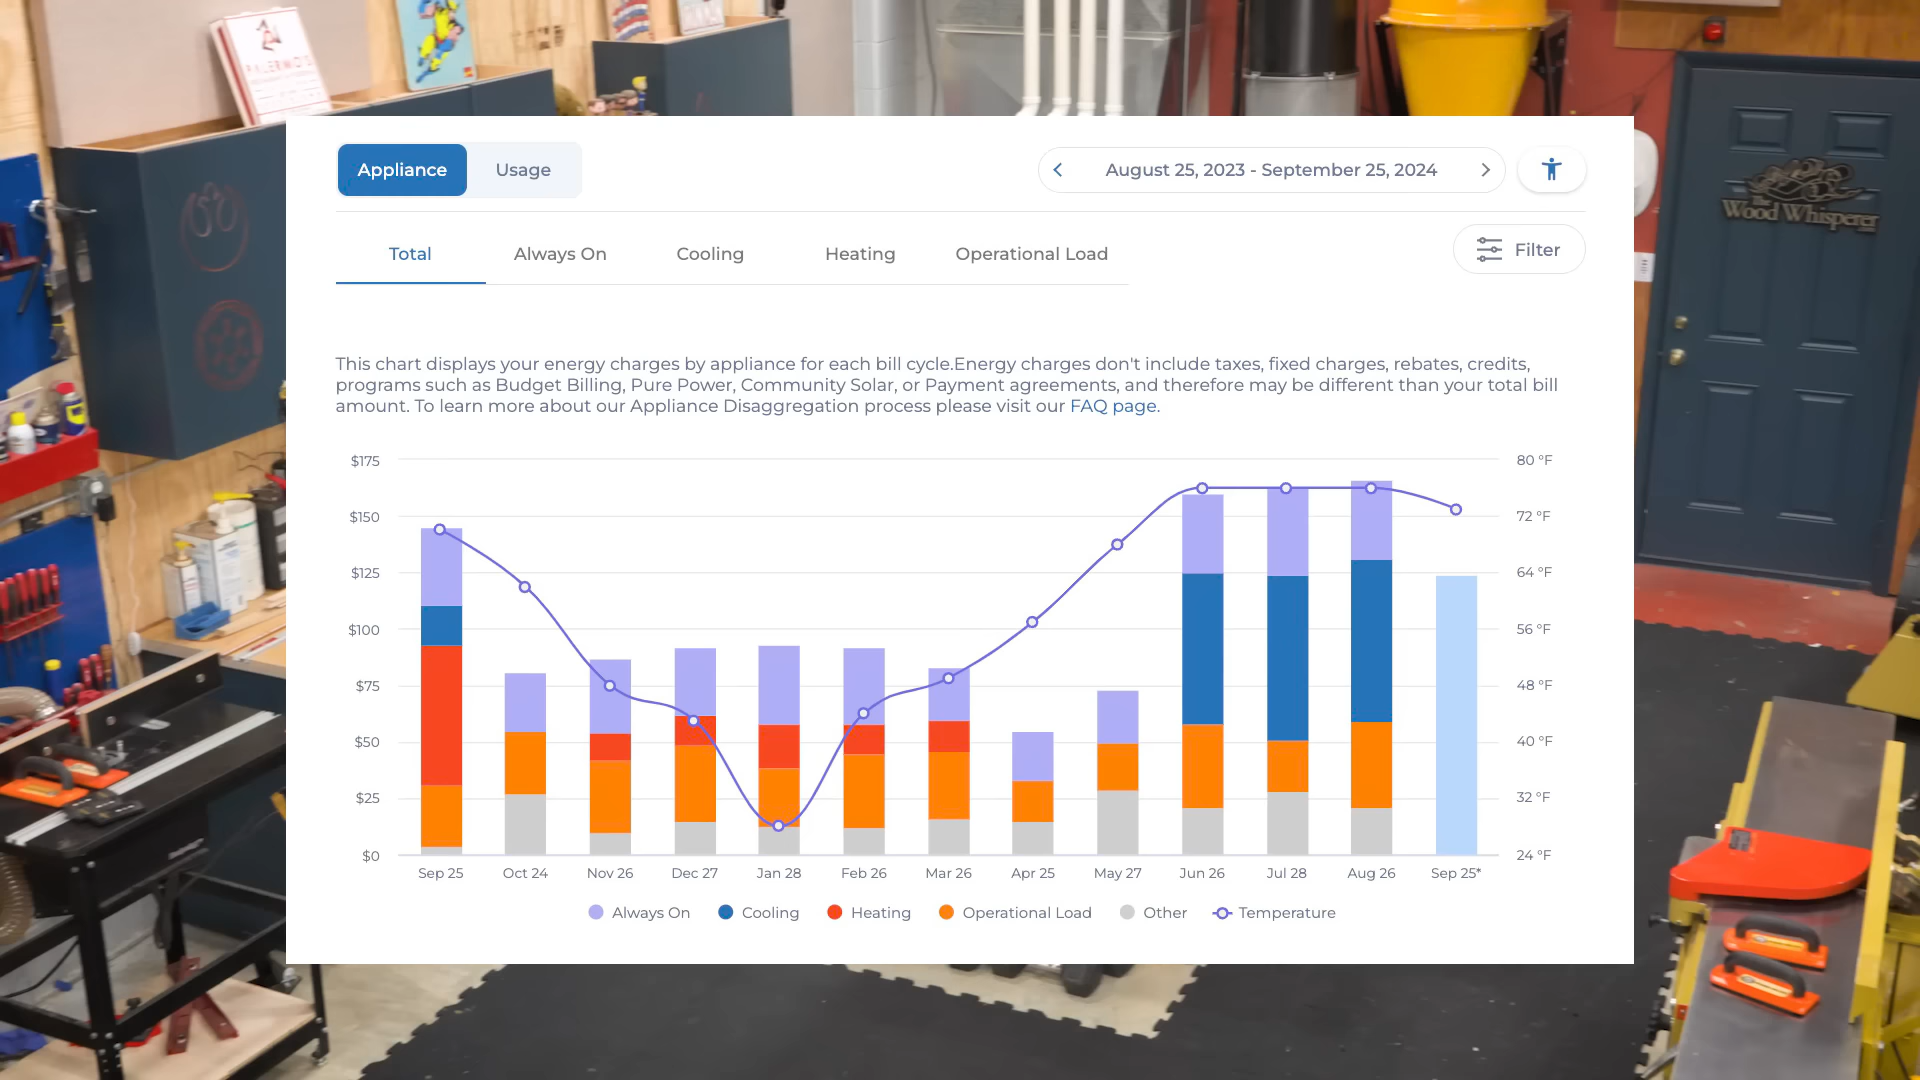 PALERMO'S
The
Wood Whisperer
Appliance
Usage
August 25, 2023 - September 25, 2024
Total
Always On
Cooling
Heating
Operational Load
Filter
This chart displays your energy charges by appliance for each bill cycle.Energy charges don't include taxes, fixed charges, rebates, credits,
programs such as Budget Billing, Pure Power, Community Solar, or Payment agreements, and therefore may be different than your total bill
amount. To learn more about our Appliance Disaggregation process please visit our FAQ page.
$175
$150
$125
$100
$75
$50
$25
$0
80 °F
72 °F
64 °F
56 °F
48 °F
40 °F
32 °F
24 °F
Sep 25
Oct 24
Nov 26
Dec 27
Jan 28
Feb 26
Mar 26
Apr 25
May 27
Jun 26
Jul 28
Aug 26
Sep 25*
Always On
Cooling
Heating
Operational Load
Other
Temperature